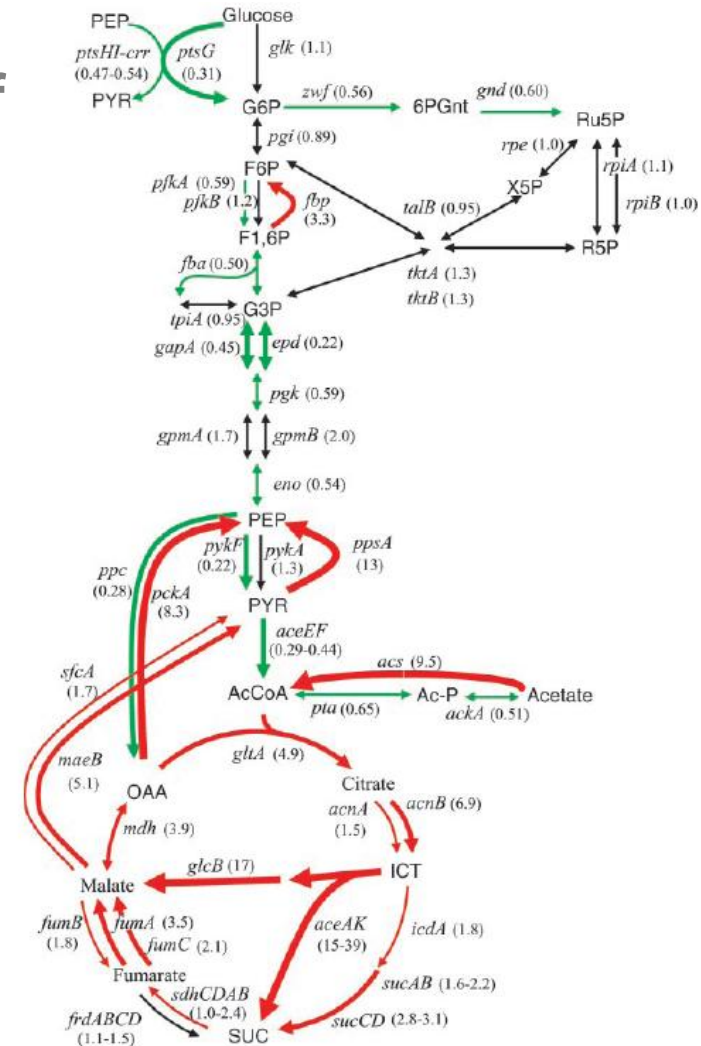 PEP
Glucose
ptsHI-crr
(0.47-0.54)
ptsG
(0.31)
glk (1.1)
PYR
G6P
zwf (0.56)
6PGnt
gnd (0.60)
Ru5P
pgi (0.89)
rpe (1.0)
rpiA (1.1)
F6P
X5P
pfkA (0.59)
pfkB (1.2)
fbp
(3.3)
talB (0.95)
rpiB (1.0)
F1,6P
R5P
fba (0.50)
tktA (1.3)
tktB (1.3)
G3P
tpiA (0.95)
gapA (0.45)
epd (0.22)
pgk (0.59)
gpmA (1.7)
gpmB (2.0)
eno (0.54)
PEP
ppc
(0.28)
pckA
(8.3)
pykF
(0.22)
pykA
(1.3)
ppsA
(13)
PYR
aceEF
(0.29-0.44)
sfcA
(1.7)
acs (9.5)
AcCoA
pta (0.65)
Ac-P
ackA (0.51)
Acetate
maeB
(5.1)
gltA (4.9)
OAA
Citrate
acnA
(1.5)
acnB (6.9)
mdh (3.9)
glcB (17)
ICT
Malate
fumB
(1.8)
fumA (3.5)
fumC (2.1)
aceAK
(15-39)
icdA (1.8)
Fumarate
sucAB (1.6-2.2)
sdhCDAB
(1.0-2.4)
sucCD (2.8-3.1)
frdABCD
(1.1-1.5)
SUC